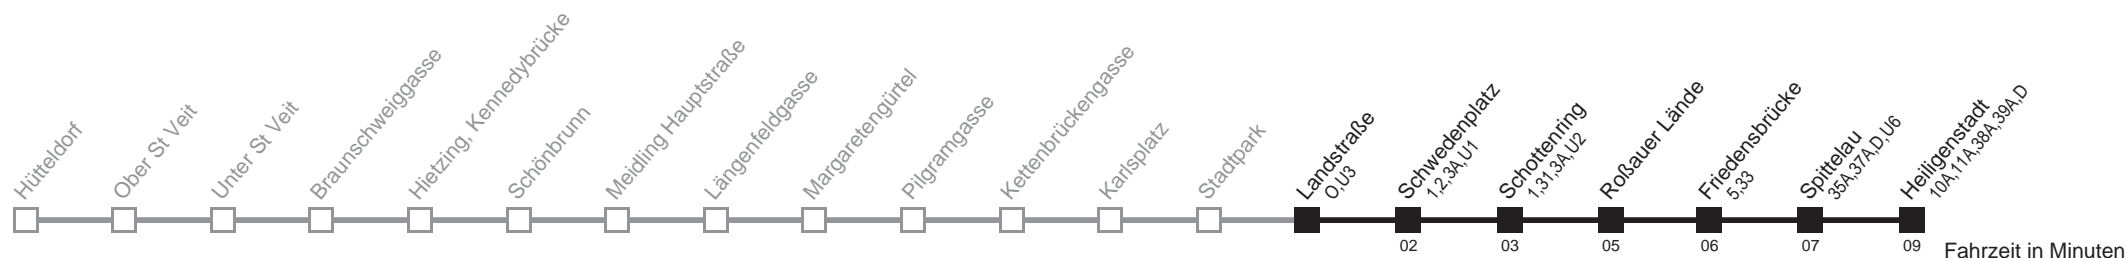 Hütteldorf
Ober St Veit
Unter St Veit
Braunschweiggasse
Hietzing, Kennedybrücke
Schönbrunn
Meidling Hauptstraße
Längenfeldgasse
Margaretengürtel
Pilgramgasse
Kettenbrückengasse
Karlsplatz
Stadtpark
Landstraße
O,U3
Schwedenplatz
1,2,3A,U1
Schottenring
1,31,3A,U2
Roßauer Lände
Friedensbrücke
5,33
Spittelau
35A,37A,D,U6
Heiligenstadt
10A,11A,38A,39A,D
02
03
05
06
07
09
Fahrzeit in Minuten